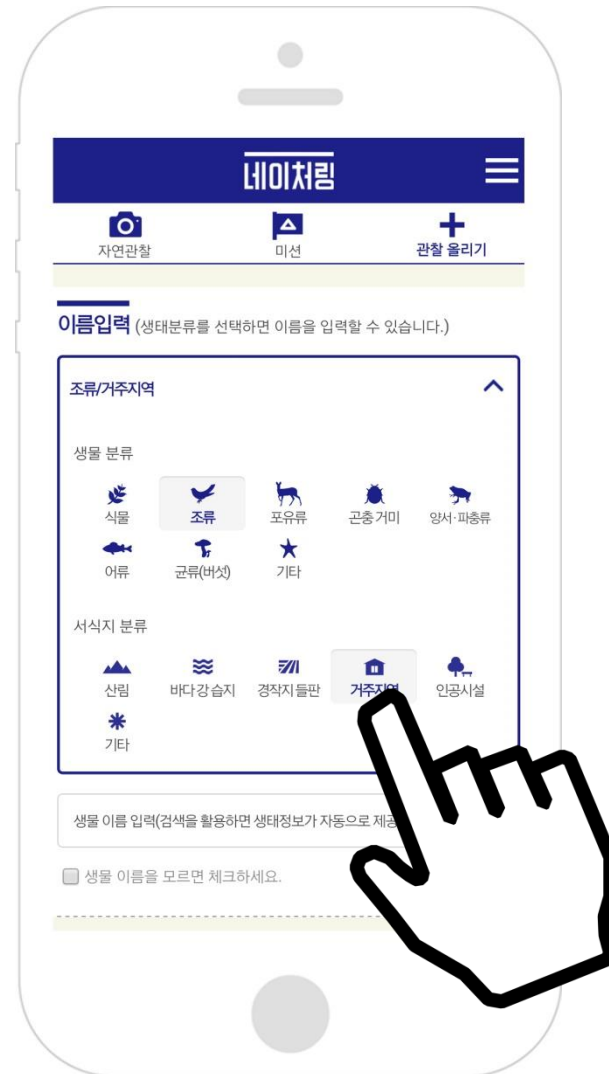 네이처링
자연관찰 미션 관찰 올리기
이름입력 (생태분류를 선택하면 이름을 입력할 수 있습니다.)
조류/거주지역
생물 분류
식물 조류 포유류 곤충 거미 양서·파충류
어류 균류(버섯) 기타
서식지 분류
산림 바다 강 습지 경작지 들판 거주지역 인공시설
기타
생물 이름 입력(검색을 활용하면 생태정보가 자동으로
생물 이름을 모르면 체크하세요.